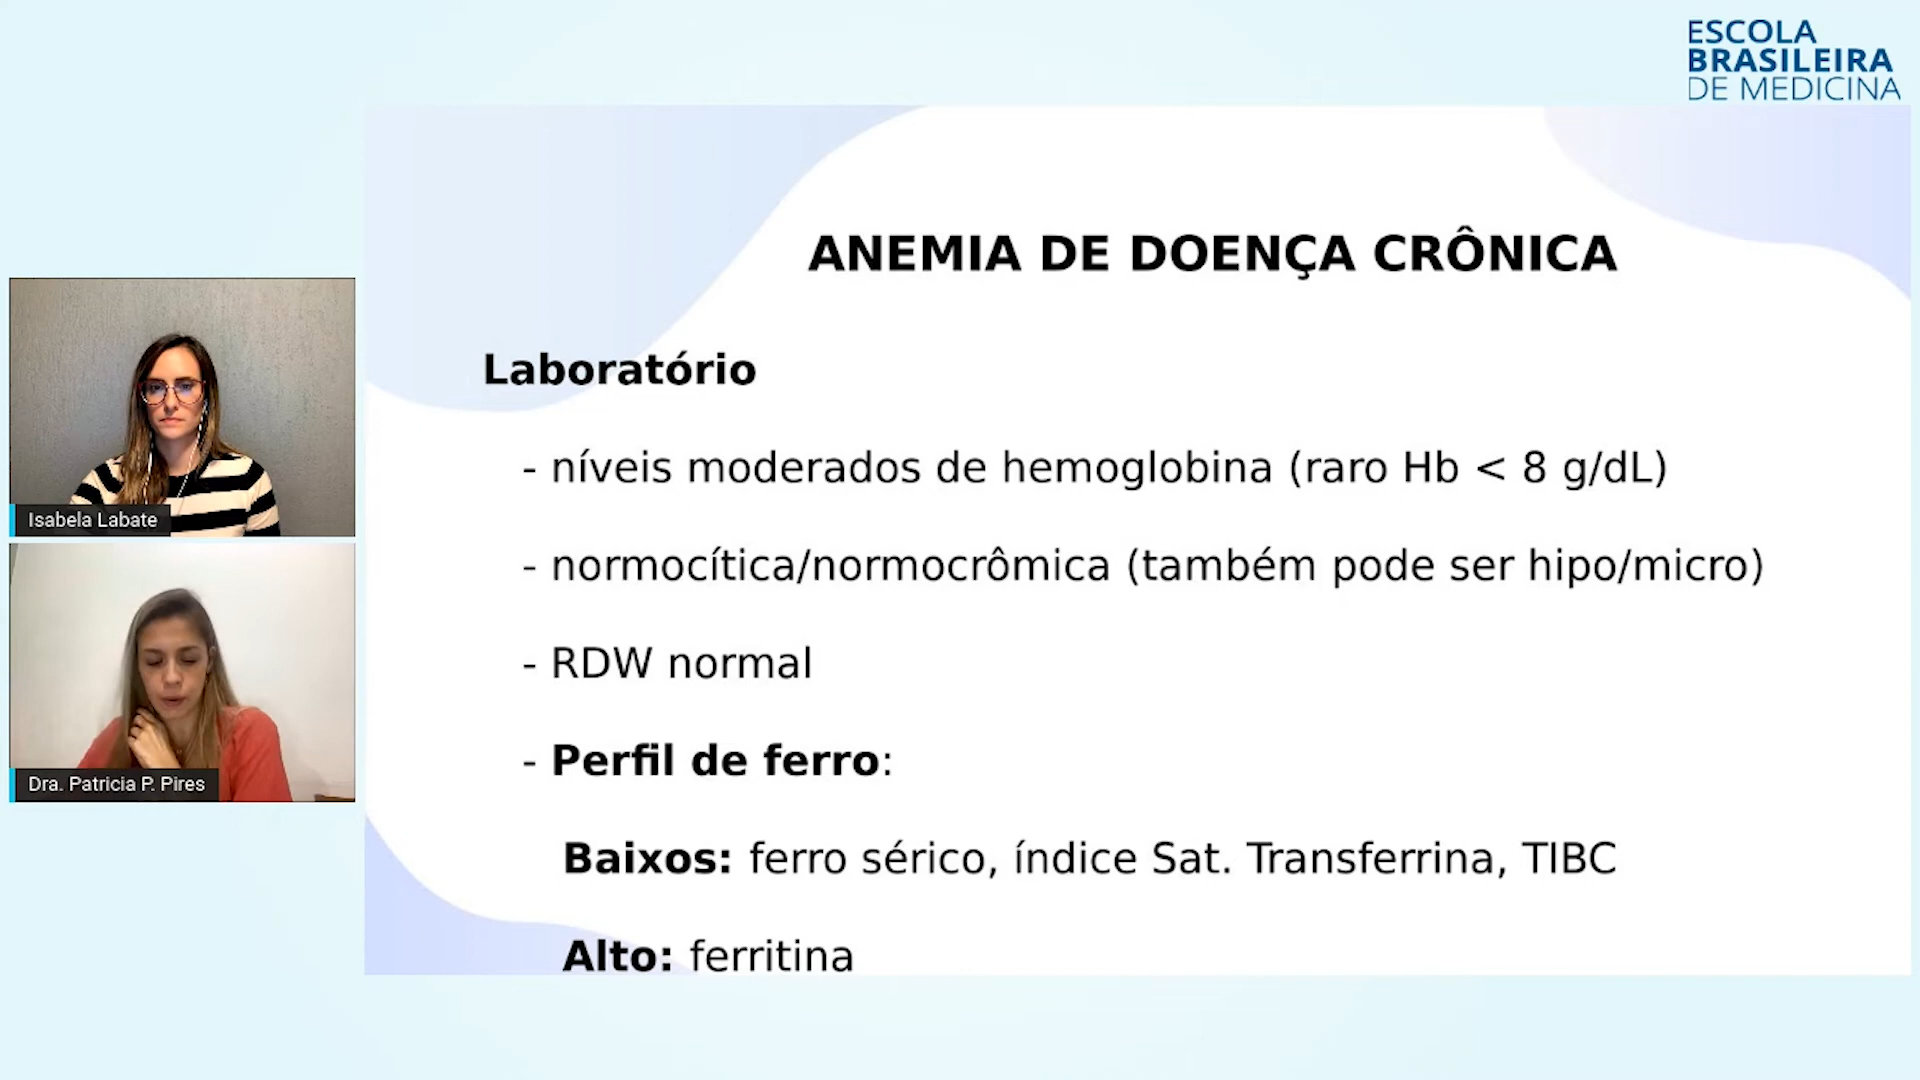 ESCOLA
BRASILEIRA
DE MEDICINA
ANEMIA DE DOENÇA CRÔNICA
Laboratório
- níveis moderados de hemoglobina (raro Hb < 8 g/dL)
- normocítica/normocrômica (também pode ser hipo/micro)
- RDW normal
- Perfil de ferro:
Baixos: ferro sérico, índice Sat. Transferrina, TIBC
Alto: ferritina
Isabela Labate
Dra. Patricia P. Pires